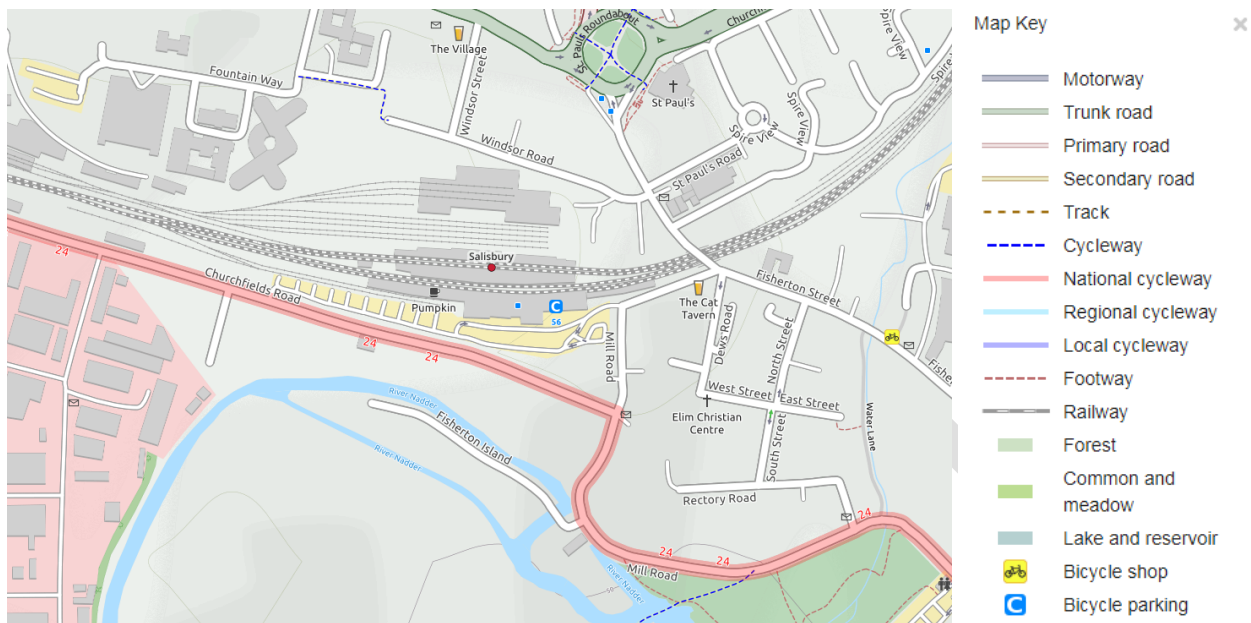 St Pauls Roundabout
Churchfi
Spire View
Spire
The Village
Fountain Way
Windsor Street
St Paul's
Spire View
Spire View
Windsor Road
St Paul's Road
24
Salisbury
Churchfields Road
Pumpkin
56
The Cat
Tavern
Fisherton Street
Fisher
Mill Road
Dews Road
North Street
24
24
West Street
East Street
River Nadder
Elim Christian
Centre
Fisherton Island
River Nadder
South Street
Water Lane
Rectory Road
24
24
24
Mill Road
River Nadder
Map Key
×
Motorway
Trunk road
Primary road
Secondary road
Track
Cycleway
National cycleway
Regional cycleway
Local cycleway
Footway
Railway
Forest
Common and
meadow
Lake and reservoir
Bicycle shop
C
Bicycle parking